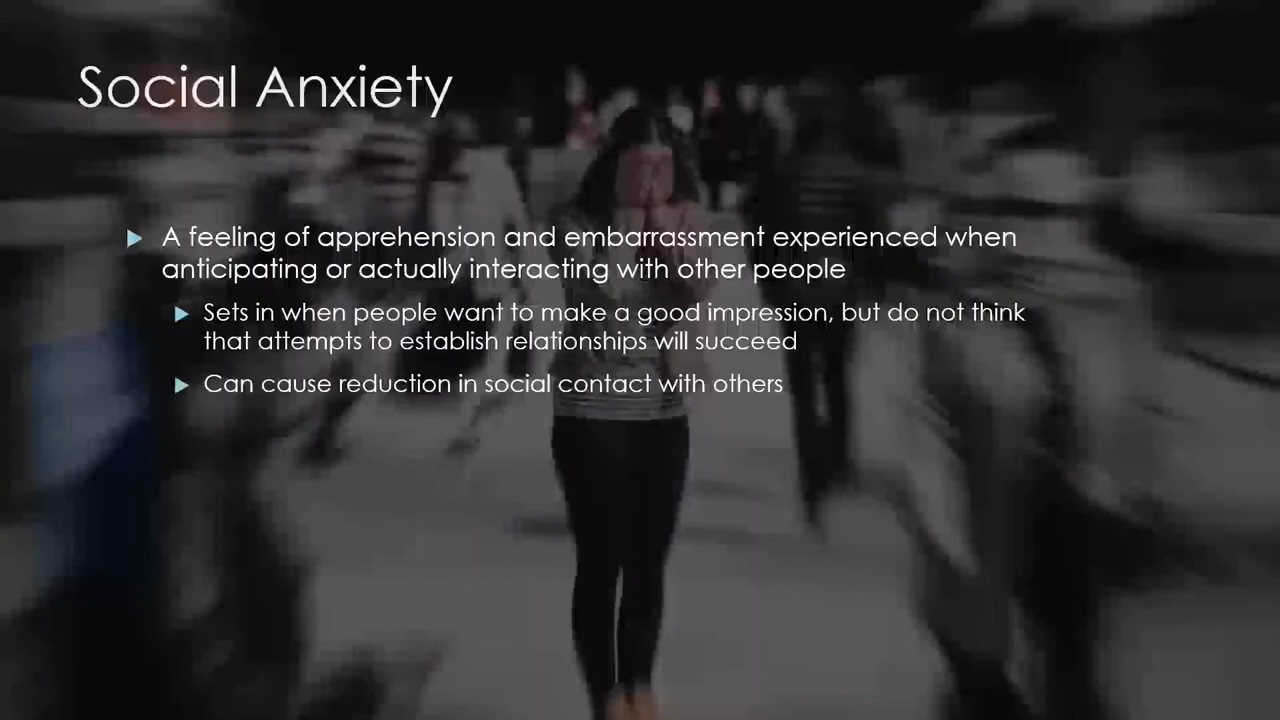 Social Anxiety
A feeling of apprehension and embarrassment experienced when
anticipating or actually interacting with other people
Sets in when people want to make a good impression, but do not think
that attempts to establish relationships will succeed
Can cause reduction in social contact with others